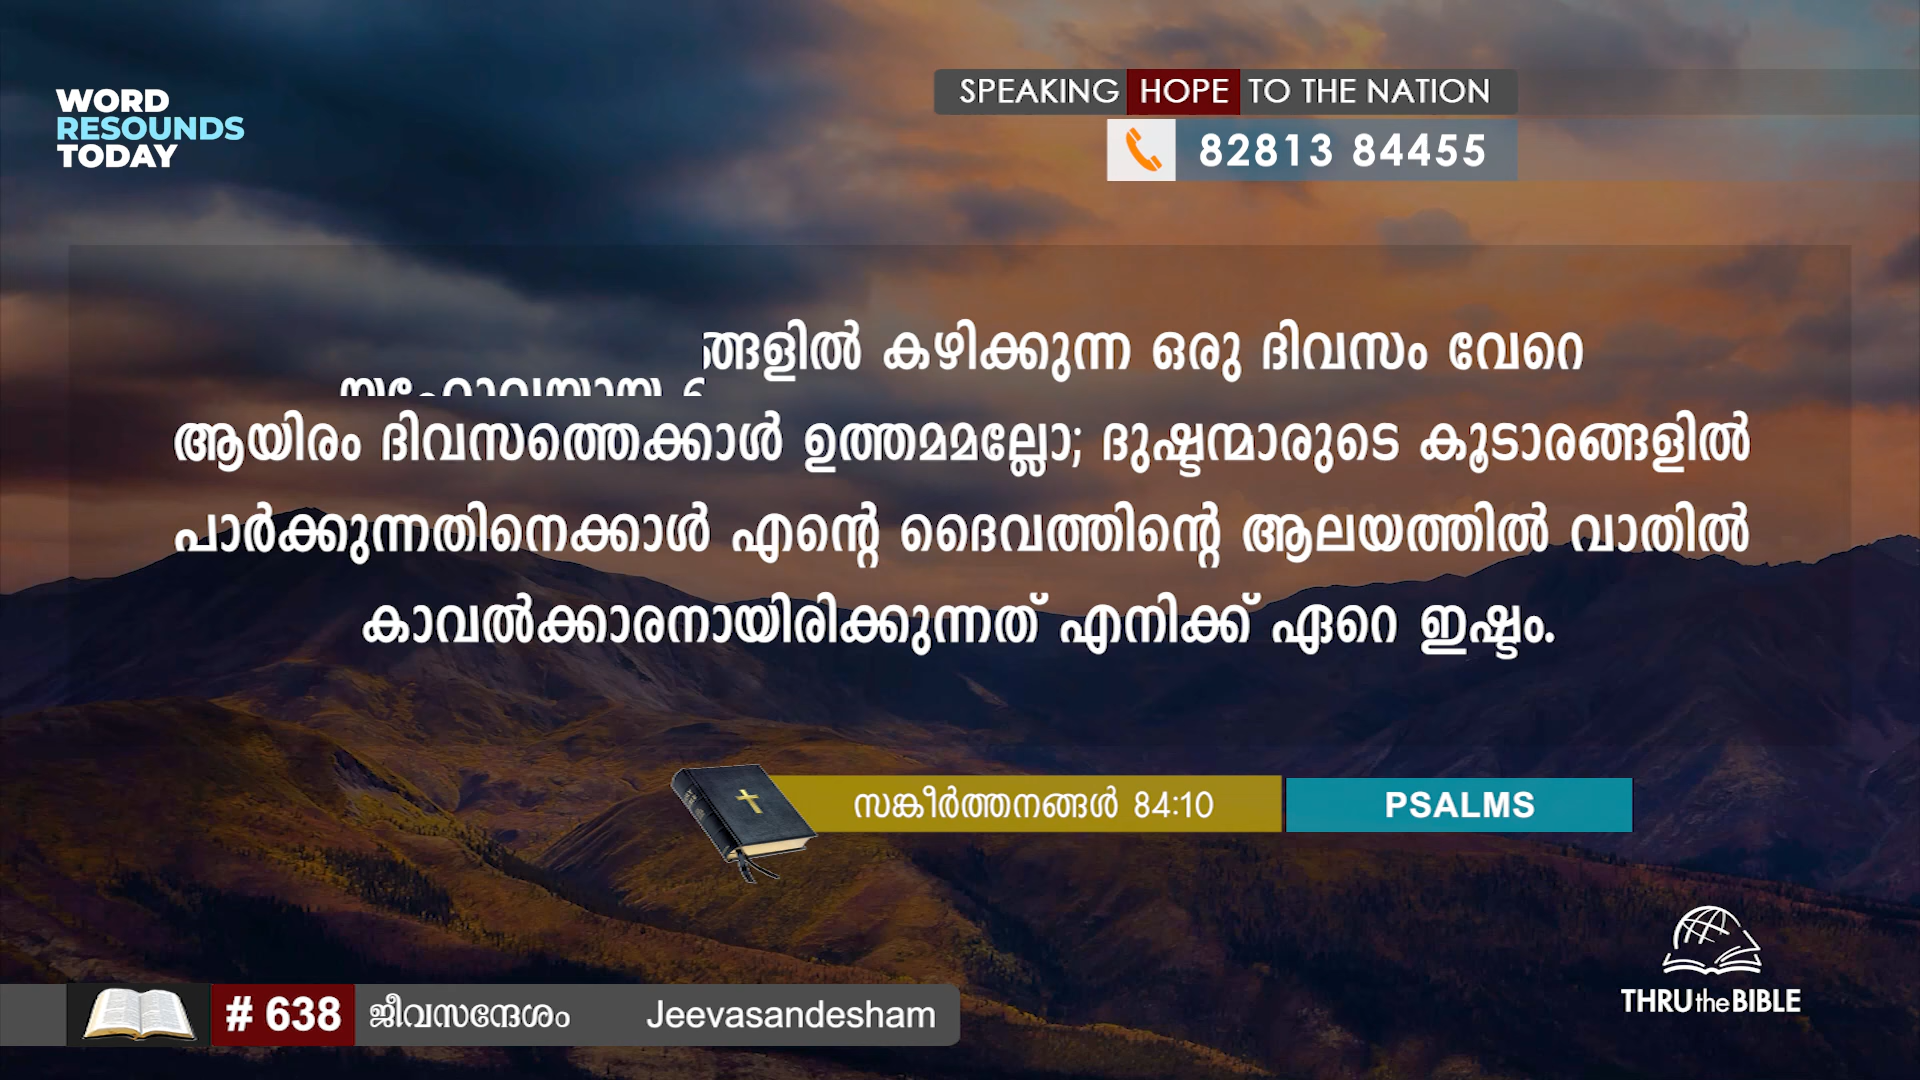 WORD
RESOUNDS
TODAY
SPEAKING HOPE TO THE NATION
82813 84455
കഴിക്കുന്ന ഒരു ദിവസം വേറെ
ആയിരം ദിവസത്തെക്കാൾ ഉത്തമമല്ലോ; ദുഷ്ടന്മാരുടെ കൂടാരങ്ങളിൽ
പാർക്കുന്നതിനെക്കാൾ എന്റെ ദൈവത്തിന്റെ ആലയത്തിൽ വാതിൽ
കാവൽക്കാരനായിരിക്കുന്നത് എനിക്ക് ഏറെ ഇഷ്ടം.
സങ്കീർത്തനങ്ങൾ 84:10 PSALMS
# 638 ജീവസന്ദേശം Jeevasandesham
THRU the BIBLE